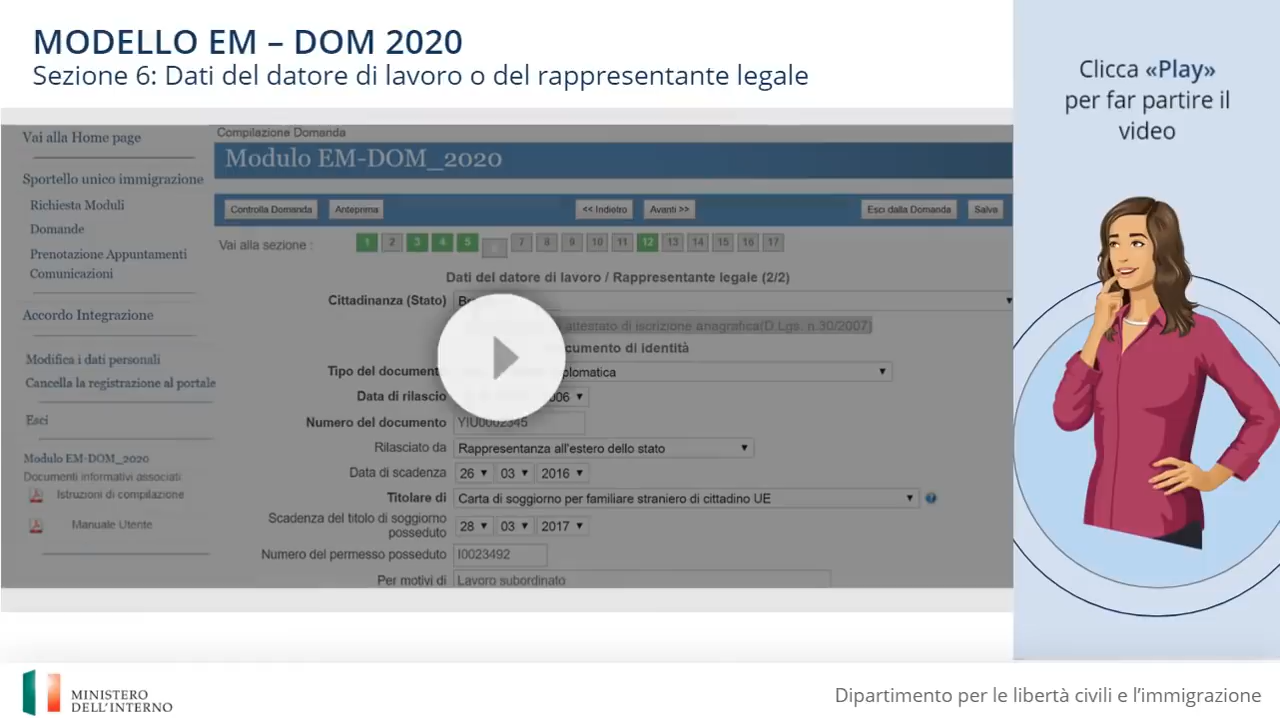 MODELLO EM – DOM 2020
Sezione 6: Dati del datore di lavoro o del rappresentante legale
Clicca «Play»
per far partire il
video
Vai alla Home page
Sportello unico immigrazione
Richiesta Moduli
Domande
Prenotazione Appuntamenti
Comunicazioni
Accordo Integrazione
Modifica i dati personali
Cancella la registrazione al portale
Esci
Modulo EM-DOM_2020
Documenti informativi associati:
Istruzioni di compilazione
Manuale Utente
Compilazione Domanda
Modulo EM-DOM_2020
Controlla Domanda Anteprima << Indietro Avanti >> Esci dalla Domanda Salva
Vai alla sezione : 1 2 3 4 5 7 8 9 10 11 12 13 14 15 16 17
Dati del datore di lavoro / Rappresentante legale (2/2)
Cittadinanza (Stato)
attestato di iscrizione anagrafica(D.Lgs. n.30/2007)
cumento di identità
Tipo del document plomatica
Data di rilascio 006
Numero del documento YIU0002345
Rilasciato da Rappresentanza all'estero dello stato
Data di scadenza 26 03 2016
Titolare di Carta di soggiorno per familiare straniero di cittadino UE
Scadenza del titolo di soggiorno
posseduto 28 03 2017
Numero del permesso posseduto I0023492
Per motivi di Lavoro subordinato
MINISTERO
DELL'INTERNO
Dipartimento per le libertà civili e l'immigrazione